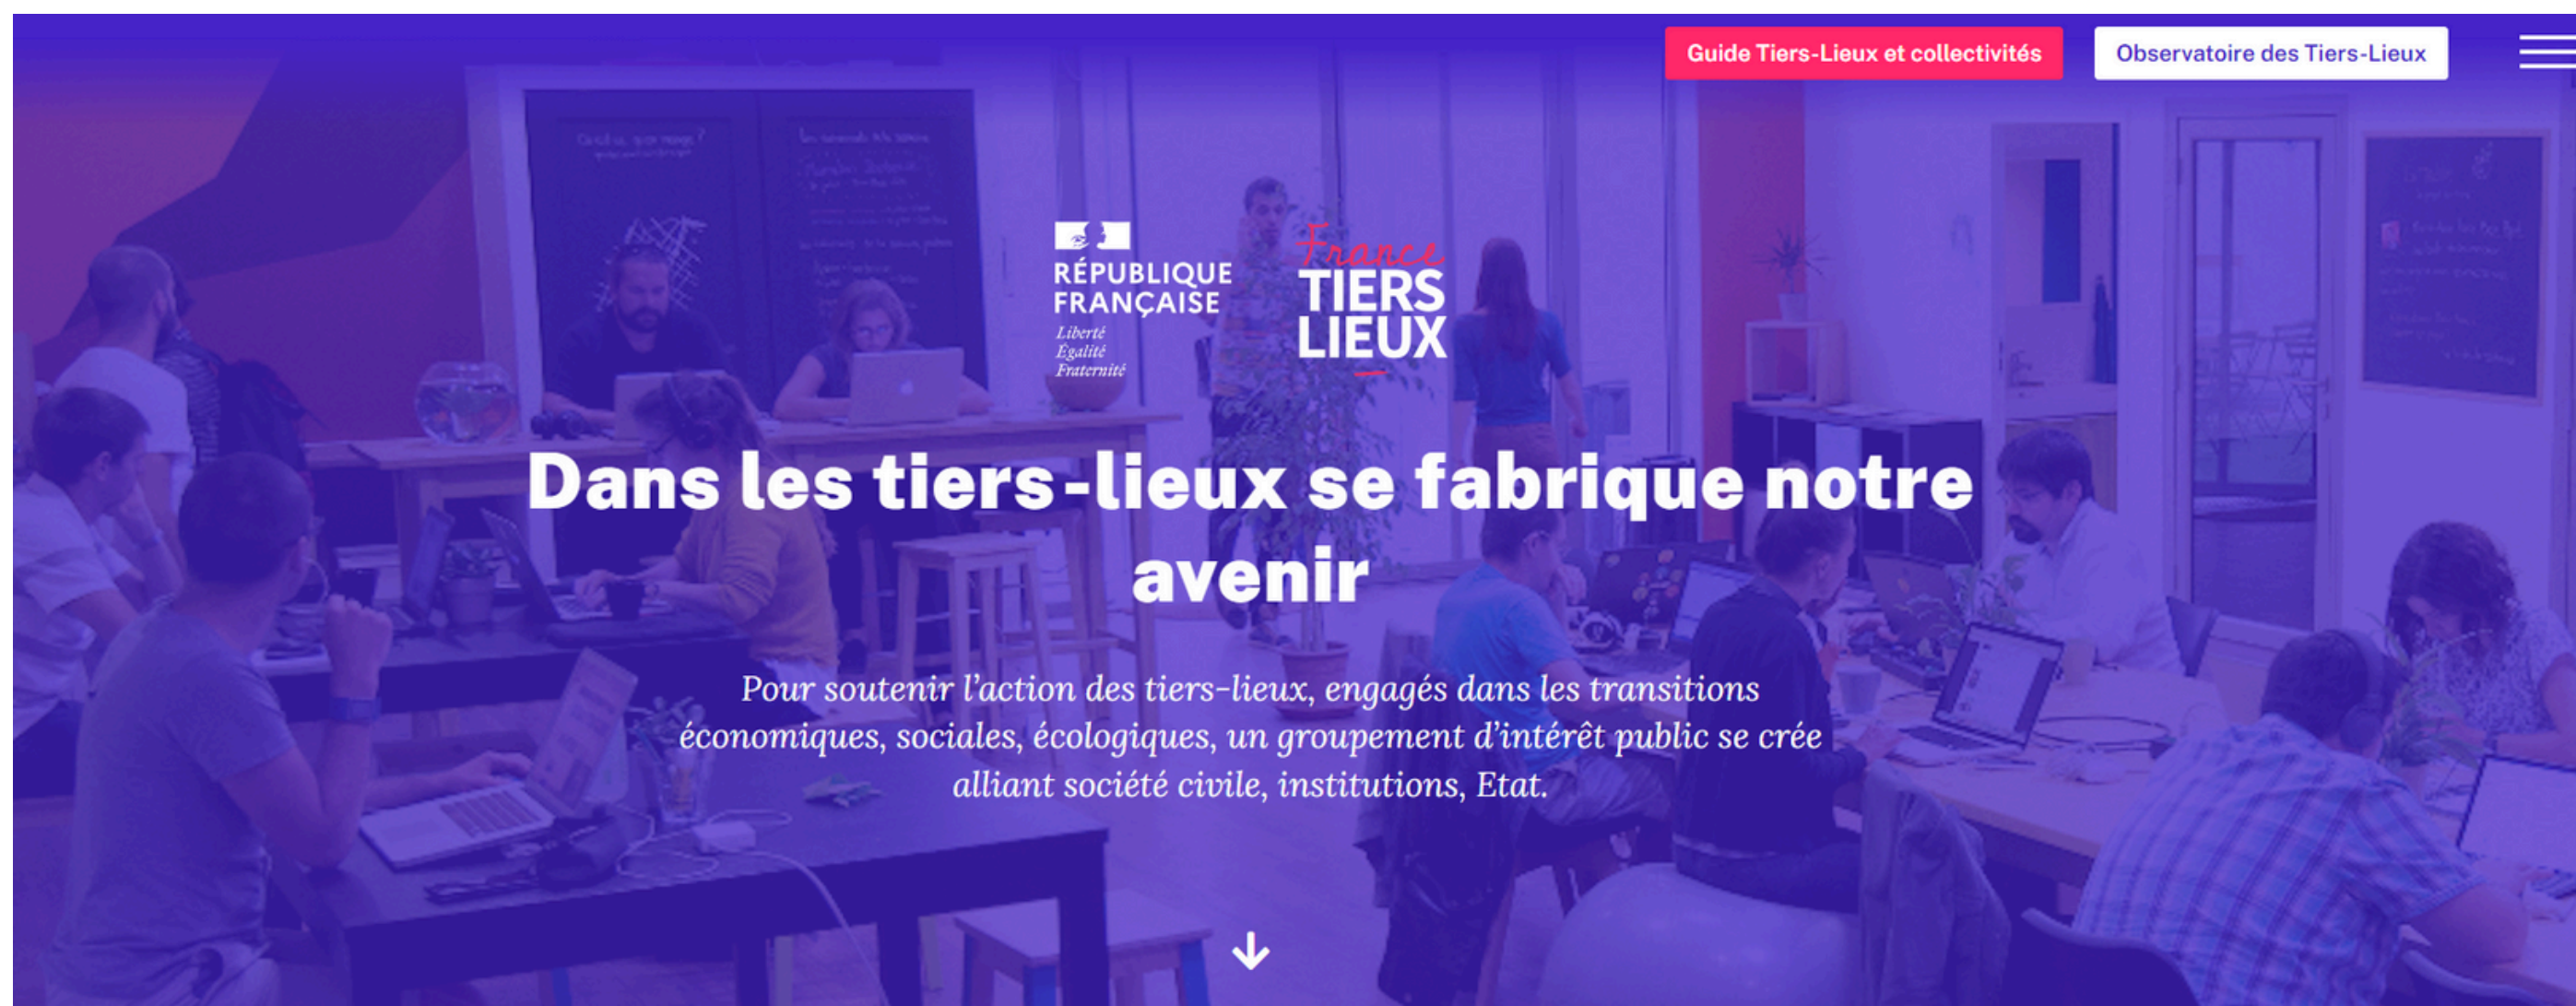 Guide Tiers-Lieux et collectivités
Observatoire des Tiers-Lieux
RÉPUBLIQUE
FRANÇAISE
Liberté
Égalité
Fraternité
France
TIERS
LIEUX
Dans les tiers-lieux se fabrique notre
avenir
Pour soutenir l’action des tiers-lieux, engagés dans les transitions
économiques, sociales, écologiques, un groupement d’intérêt public se crée
alliant société civile, institutions, Etat.